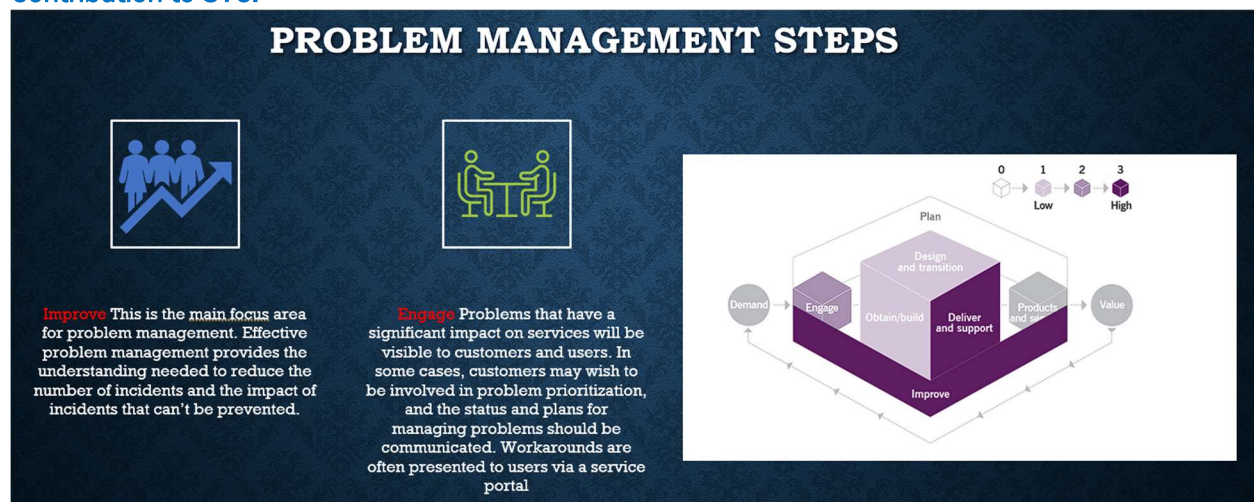 Contribution to SVS:
PROBLEM MANAGEMENT STEPS
Improve This is the main focus area
for problem management. Effective
problem management provides the
understanding needed to reduce the
number of incidents and the impact of
incidents that can't be prevented.
Engage Problems that have a
significant impact on services will be
visible to customers and users. In
some cases, customers may wish to
be involved in problem prioritization,
and the status and plans for
managing problems should be
communicated. Workarounds are
often presented to users via a service
portal
0 1 2 3
Low High
Plan
Design
and transition
Demand
Engage
Obtain/build
Deliver
and support
Products
and
Value
Improve